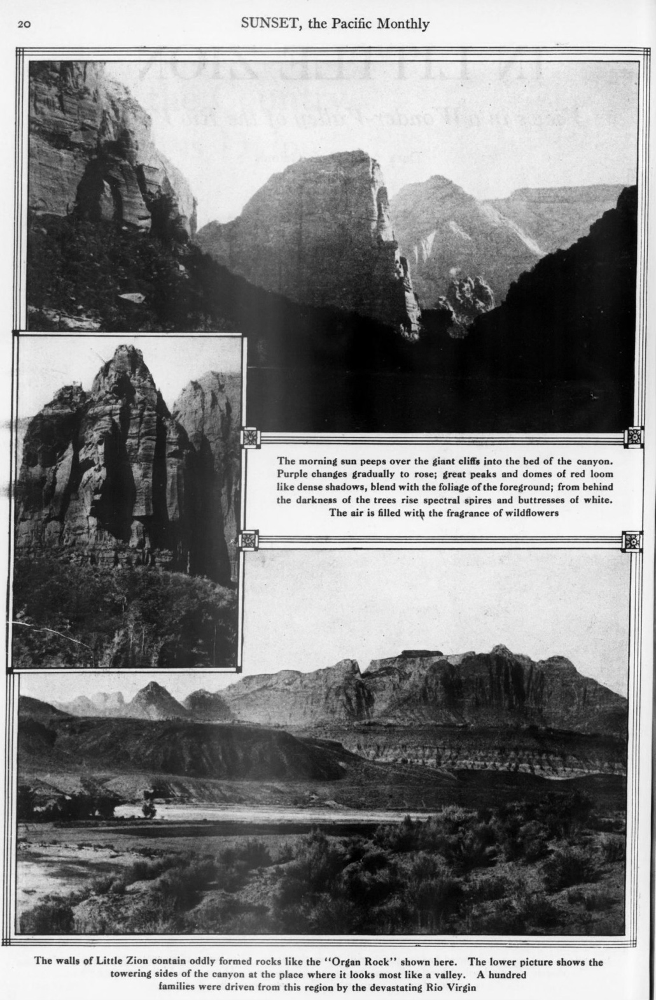 20
SUNSET, the Pacific Monthly
The morning sun peeps over the giant cliffs into the bed of the canyon.
Purple changes gradually to rose; great peaks and domes of red loom
like dense shadows, blend with the foliage of the foreground; from behind
the darkness of the trees rise spectral spires and buttresses of white.
The air is filled with the fragrance of wildflowers
The walls of Little Zion contain oddly formed rocks like the "Organ Rock" shown here. The lower picture shows the
towering sides of the canyon at the place where it looks most like a valley. A hundred
families were driven from this region by the devastating Rio Virgin